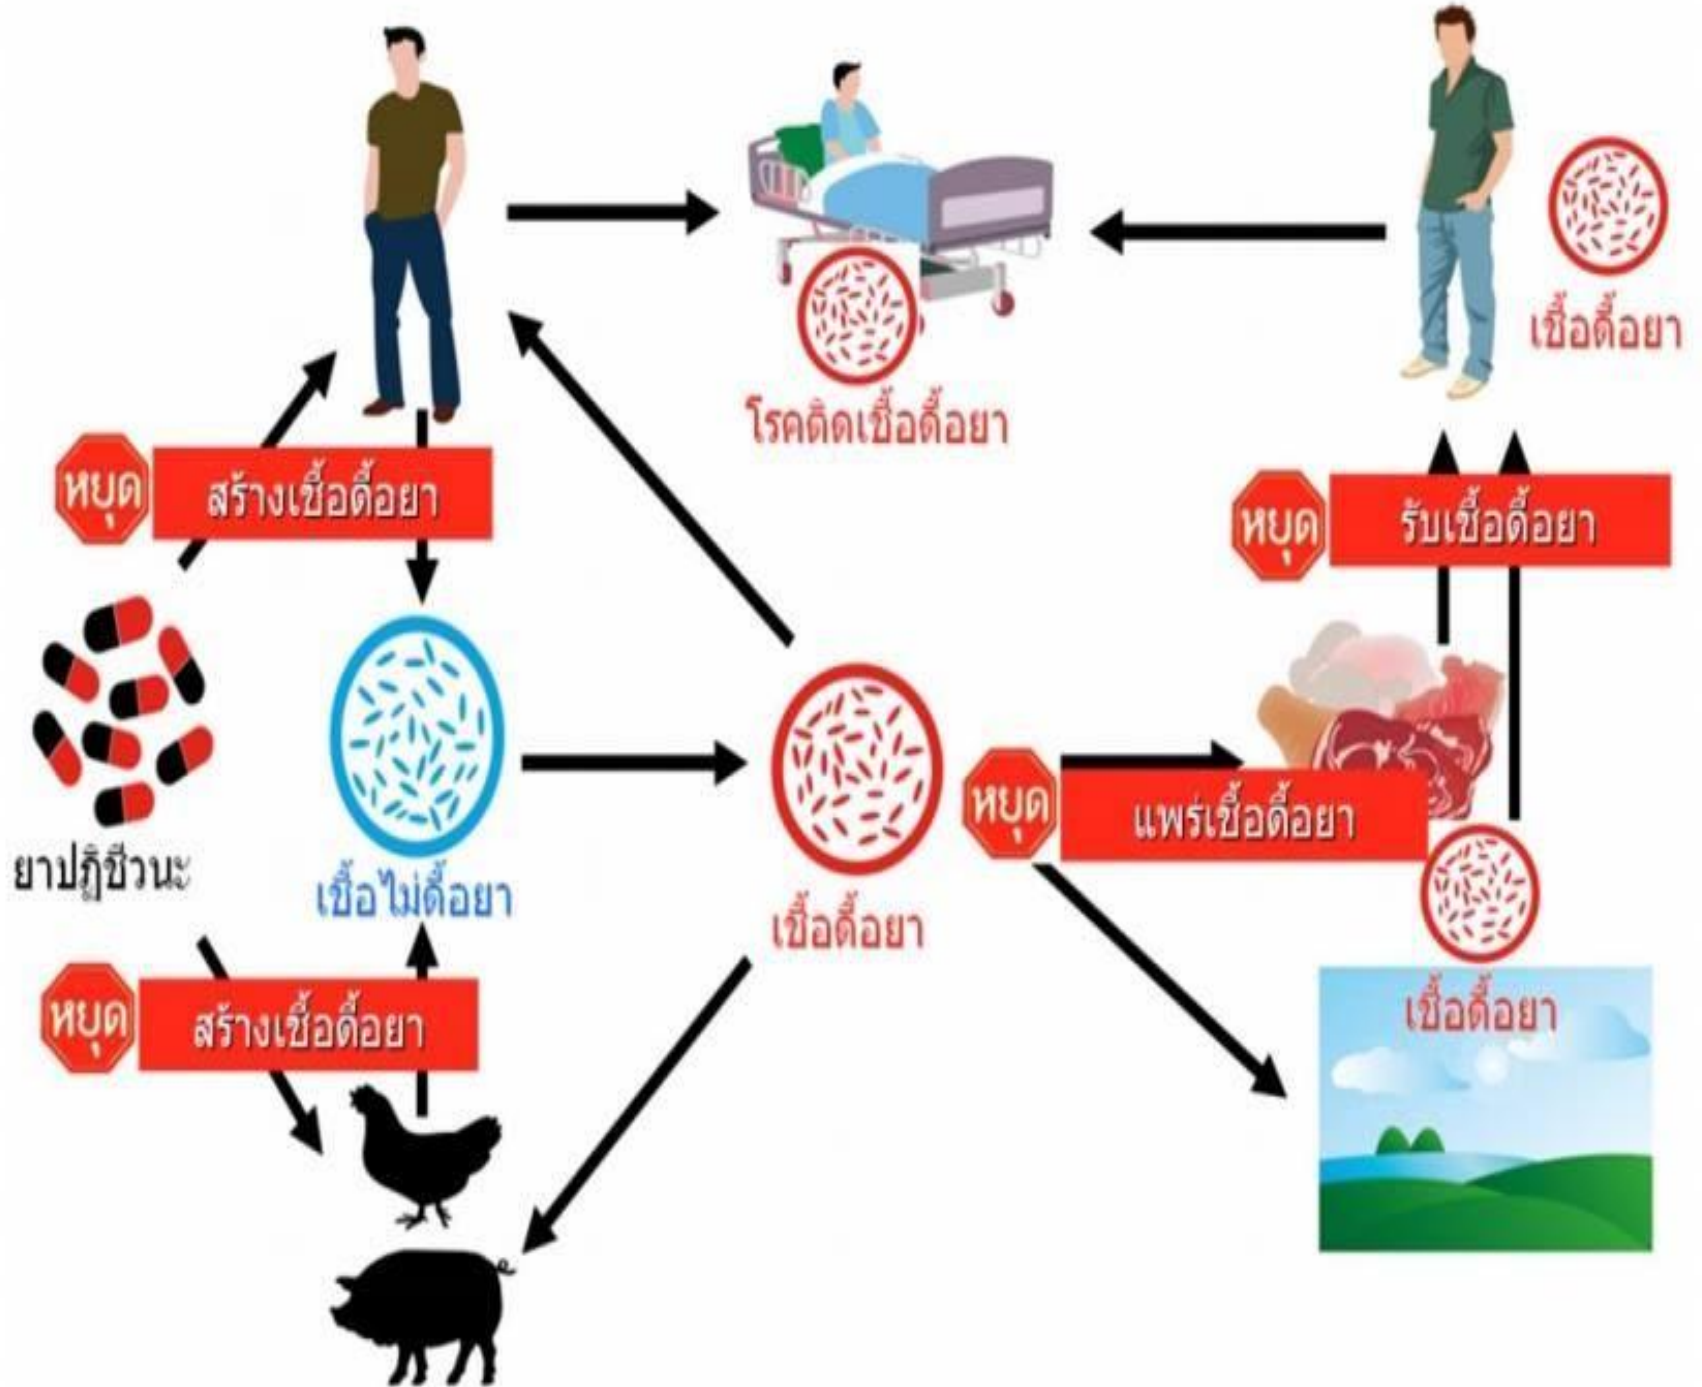 เชื้อดื้อยา
โรคติดเชื้อดื้อยา
หยุด สร้างเชื้อดื้อยา
หยุด รับเชื้อดื้อยา
หยุด แพร่เชื้อดื้อยา
ยาปฏิชีวนะ
เชื้อไม่ดื้อยา
เชื้อดื้อยา
หยุด สร้างเชื้อดื้อยา
เชื้อดื้อยา